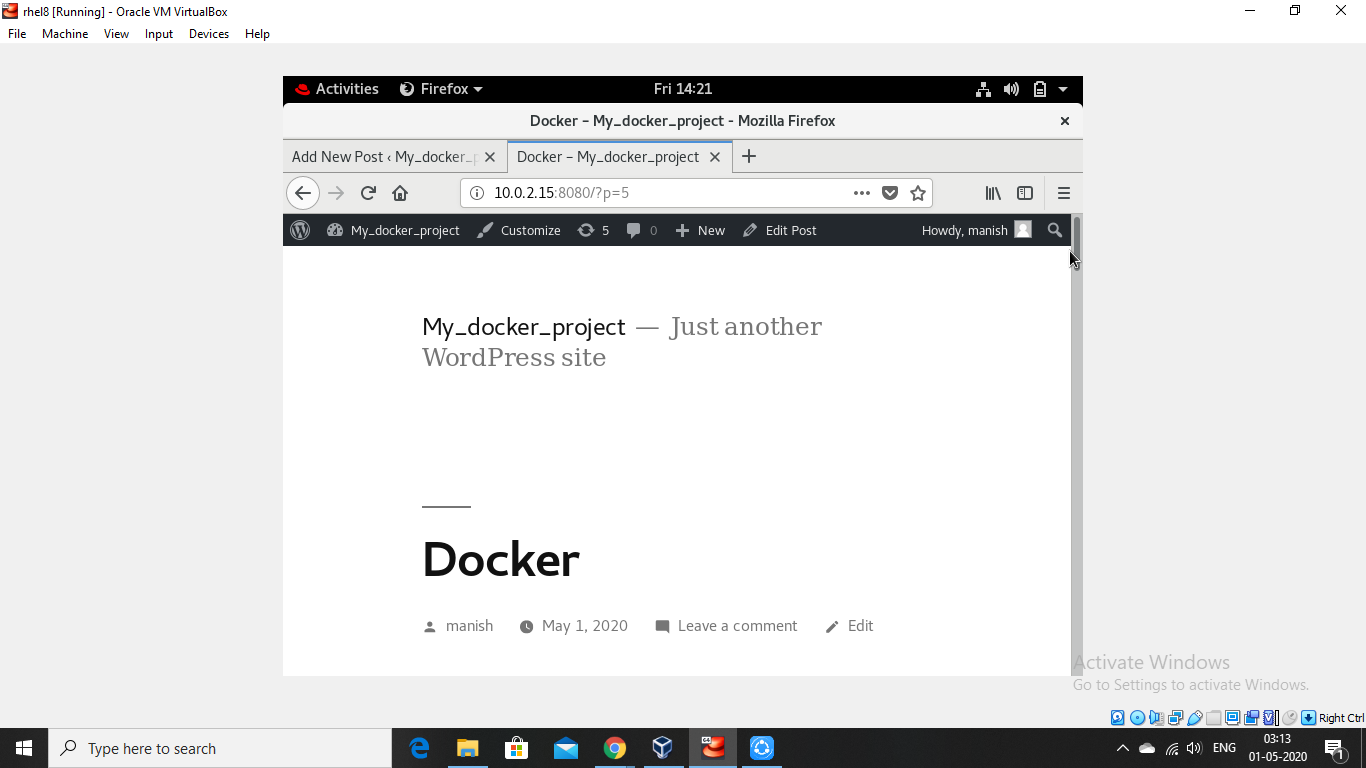 rhel8 [Running] - Oracle VM VirtualBox
File Machine View Input Devices Help
Activities Firefox Fri 14:21
Docker – My_docker_project - Mozilla Firefox
Add New Post ‹ My_docker_ Docker – My_docker_project
10.0.2.15:8080/?p=5
My_docker_project Customize 5 0 New Edit Post Howdy, manish
My_docker_project — Just another
WordPress site
Docker
manish May 1, 2020 Leave a comment Edit
Activate Windows
Go to Settings to activate Windows.
Right Ctrl
Type here to search
ENG
03:13
01-05-2020
1